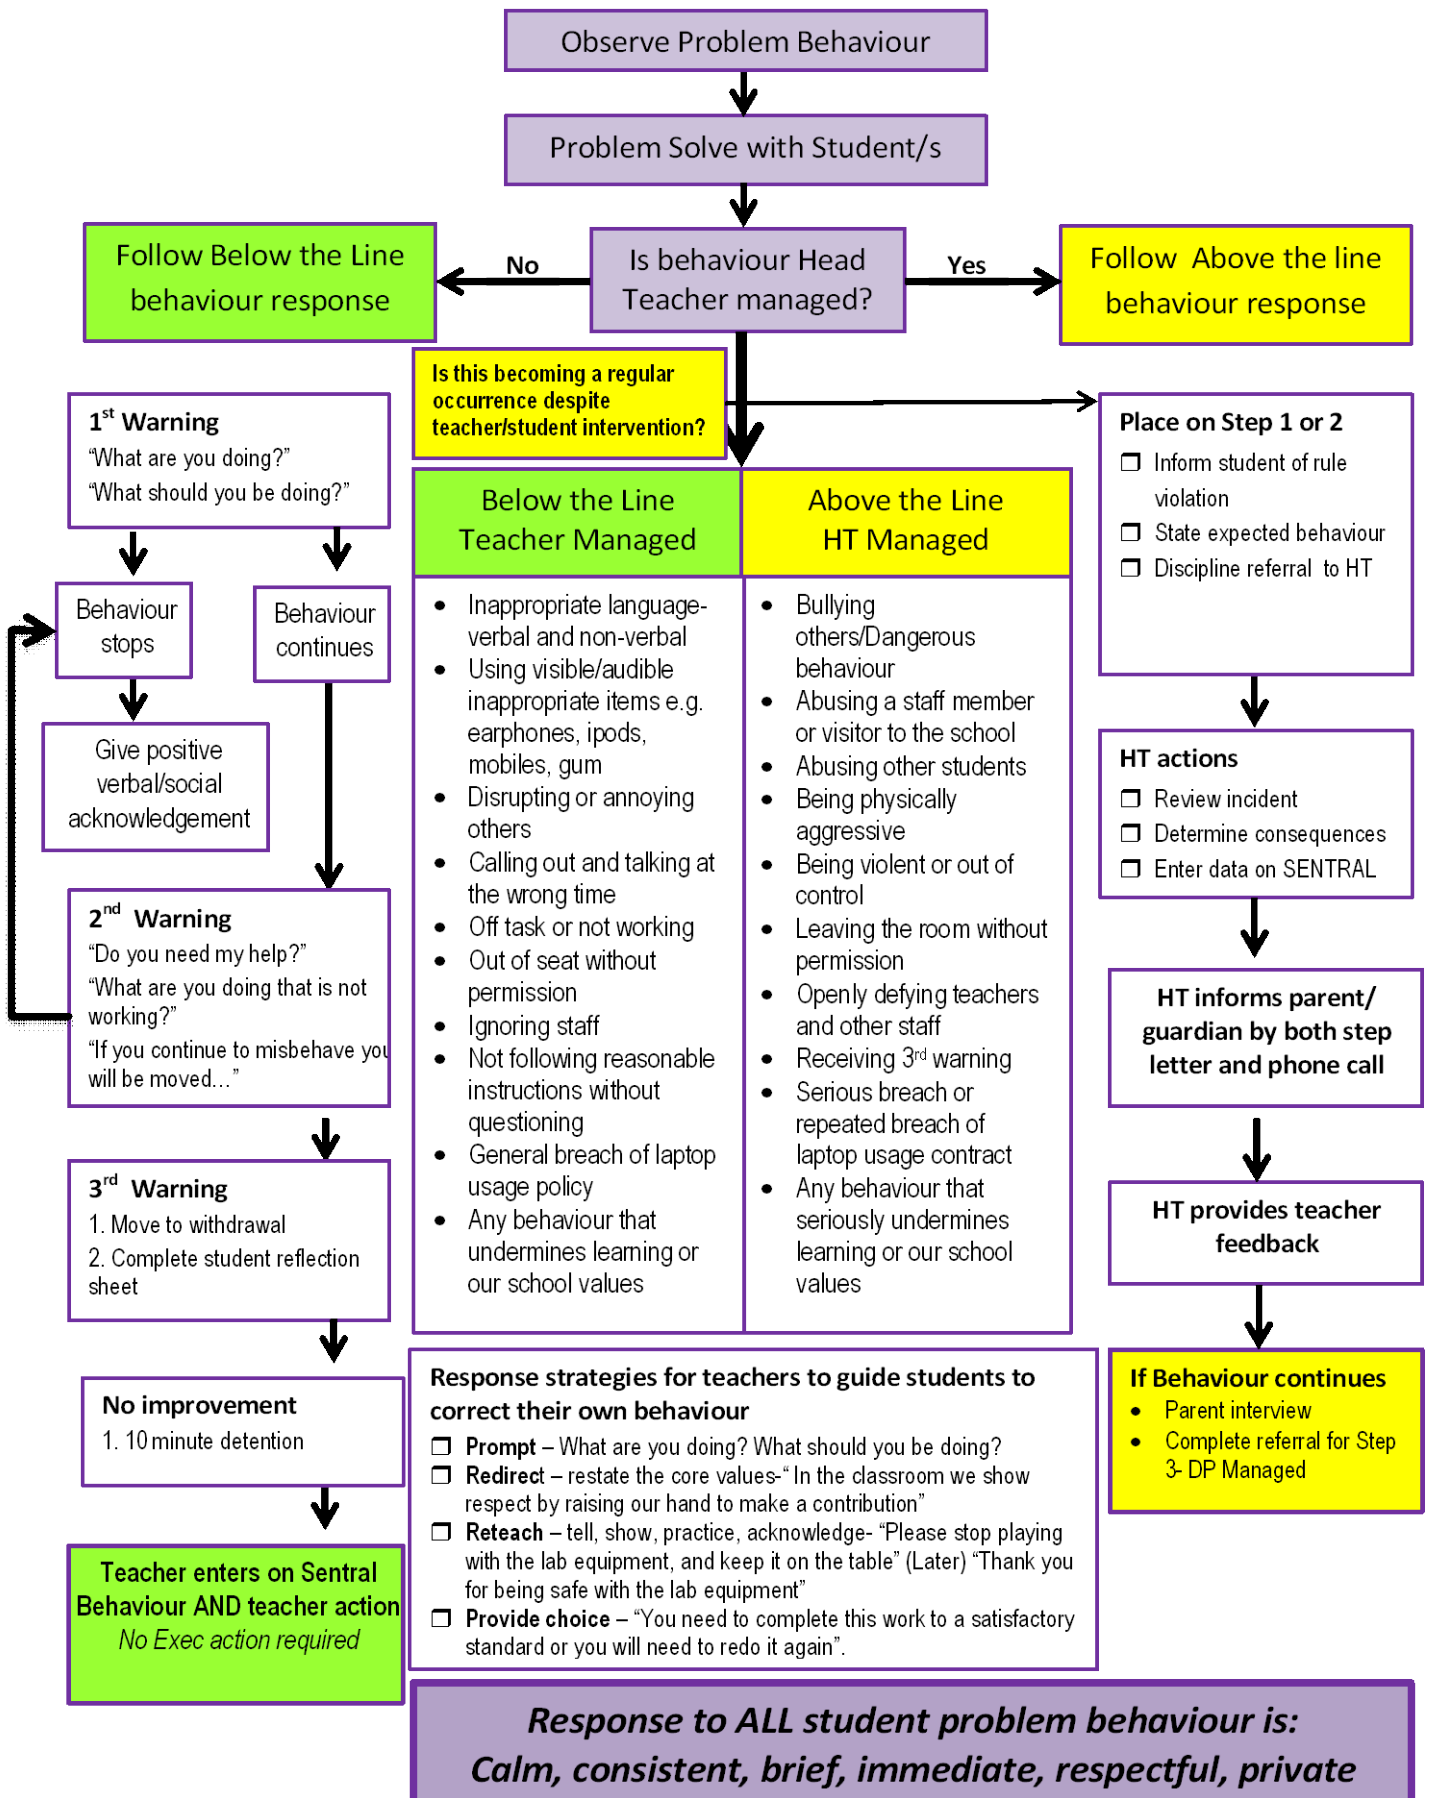 Observe Problem Behaviour
Problem Solve with Student/s
Follow Below the Line
behaviour response
No
Is behaviour Head
Teacher managed?
Yes
Follow  Above the line
behaviour response
Is this becoming a regular
occurrence despite
teacher/student intervention?
1st Warning
“What are you doing?”
“What should you be doing?”
Behaviour
stops
Behaviour
continues
Give positive
verbal/social
acknowledgement
2nd  Warning
“Do you need my help?”
“What are you doing that is not
working?”
“If you continue to misbehave you
will be moved…”
3rd  Warning
1. Move to withdrawal
2. Complete student reflection
sheet
No improvement
1. 10 minute detention
Teacher enters on Sentral
Behaviour AND teacher action
No Exec action required
Below the Line
Teacher Managed
• Inappropriate language-
verbal and non-verbal
• Using visible/audible
inappropriate items e.g.
earphones, ipods,
mobiles, gum
• Disrupting or annoying
others
• Calling out and talking at
the wrong time
• Off task or not working
• Out of seat without
permission
• Ignoring staff
• Not following reasonable
instructions without
questioning
• General breach of laptop
usage policy
• Any behaviour that
undermines learning or
our school values
Above the Line
HT Managed
• Bullying
others/Dangerous
behaviour
• Abusing a staff member
or visitor to the school
• Abusing other students
• Being physically
aggressive
• Being violent or out of
control
• Leaving the room without
permission
• Openly defying teachers
and other staff
• Receiving 3rd warning
• Serious breach or
repeated breach of
laptop usage contract
• Any behaviour that
seriously undermines
learning or our school
values
Place on Step 1 or 2
❒ Inform student of rule
violation
❒ State expected behaviour
❒ Discipline referral  to HT
HT actions
❒ Review incident
❒ Determine consequences
❒ Enter data on SENTRAL
HT informs parent/
guardian by both step
letter and phone call
HT provides teacher
feedback
If Behaviour continues
• Parent interview
• Complete referral for Step
3- DP Managed
Response strategies for teachers to guide students to
correct their own behaviour
❒ Prompt – What are you doing? What should you be doing?
❒ Redirect – restate the core values-“ In the classroom we show
respect by raising our hand to make a contribution”
❒ Reteach – tell, show, practice, acknowledge- “Please stop playing
with the lab equipment, and keep it on the table” (Later) “Thank you
for being safe with the lab equipment”
❒ Provide choice – “You need to complete this work to a satisfactory
standard or you will need to redo it again”.
Response to ALL student problem behaviour is:
Calm, consistent, brief, immediate, respectful, private